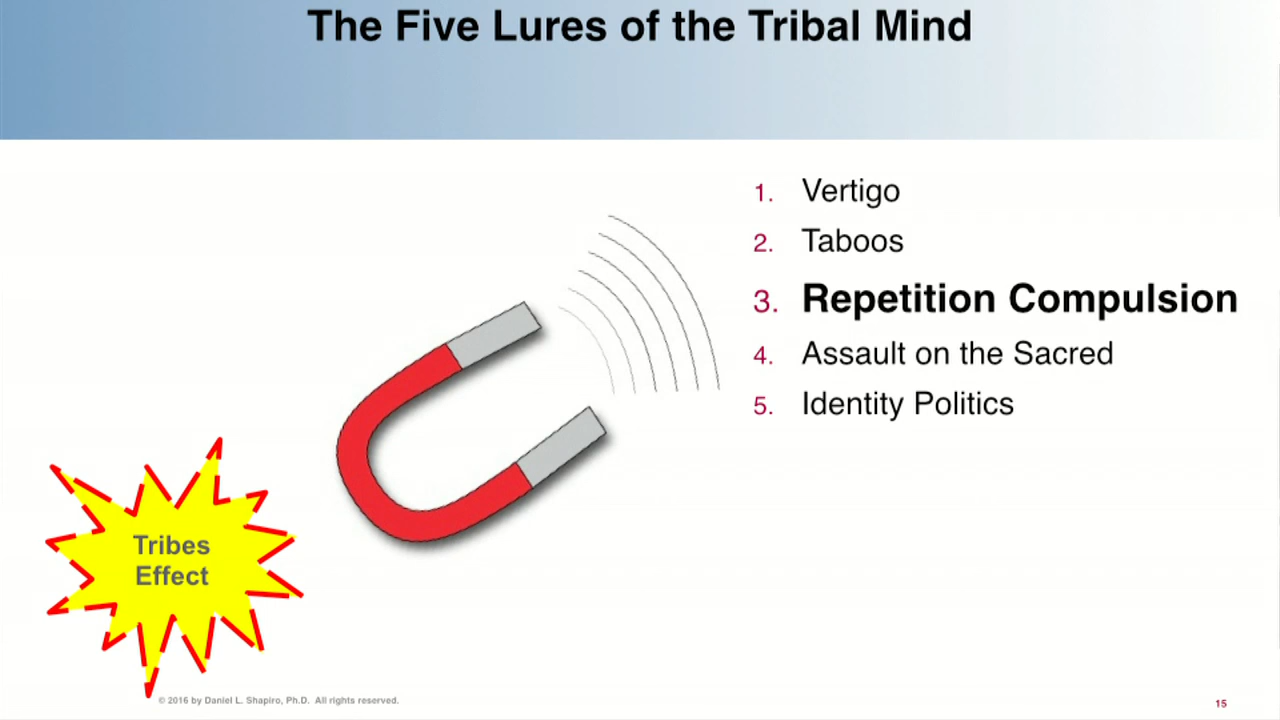 The Five Lures of the Tribal Mind
1. Vertigo
2. Taboos
3. Repetition Compulsion
4. Assault on the Sacred
5. Identity Politics
Tribes
Effect
© 2016 by Daniel L. Shapiro, Ph.D. All rights reserved.
15